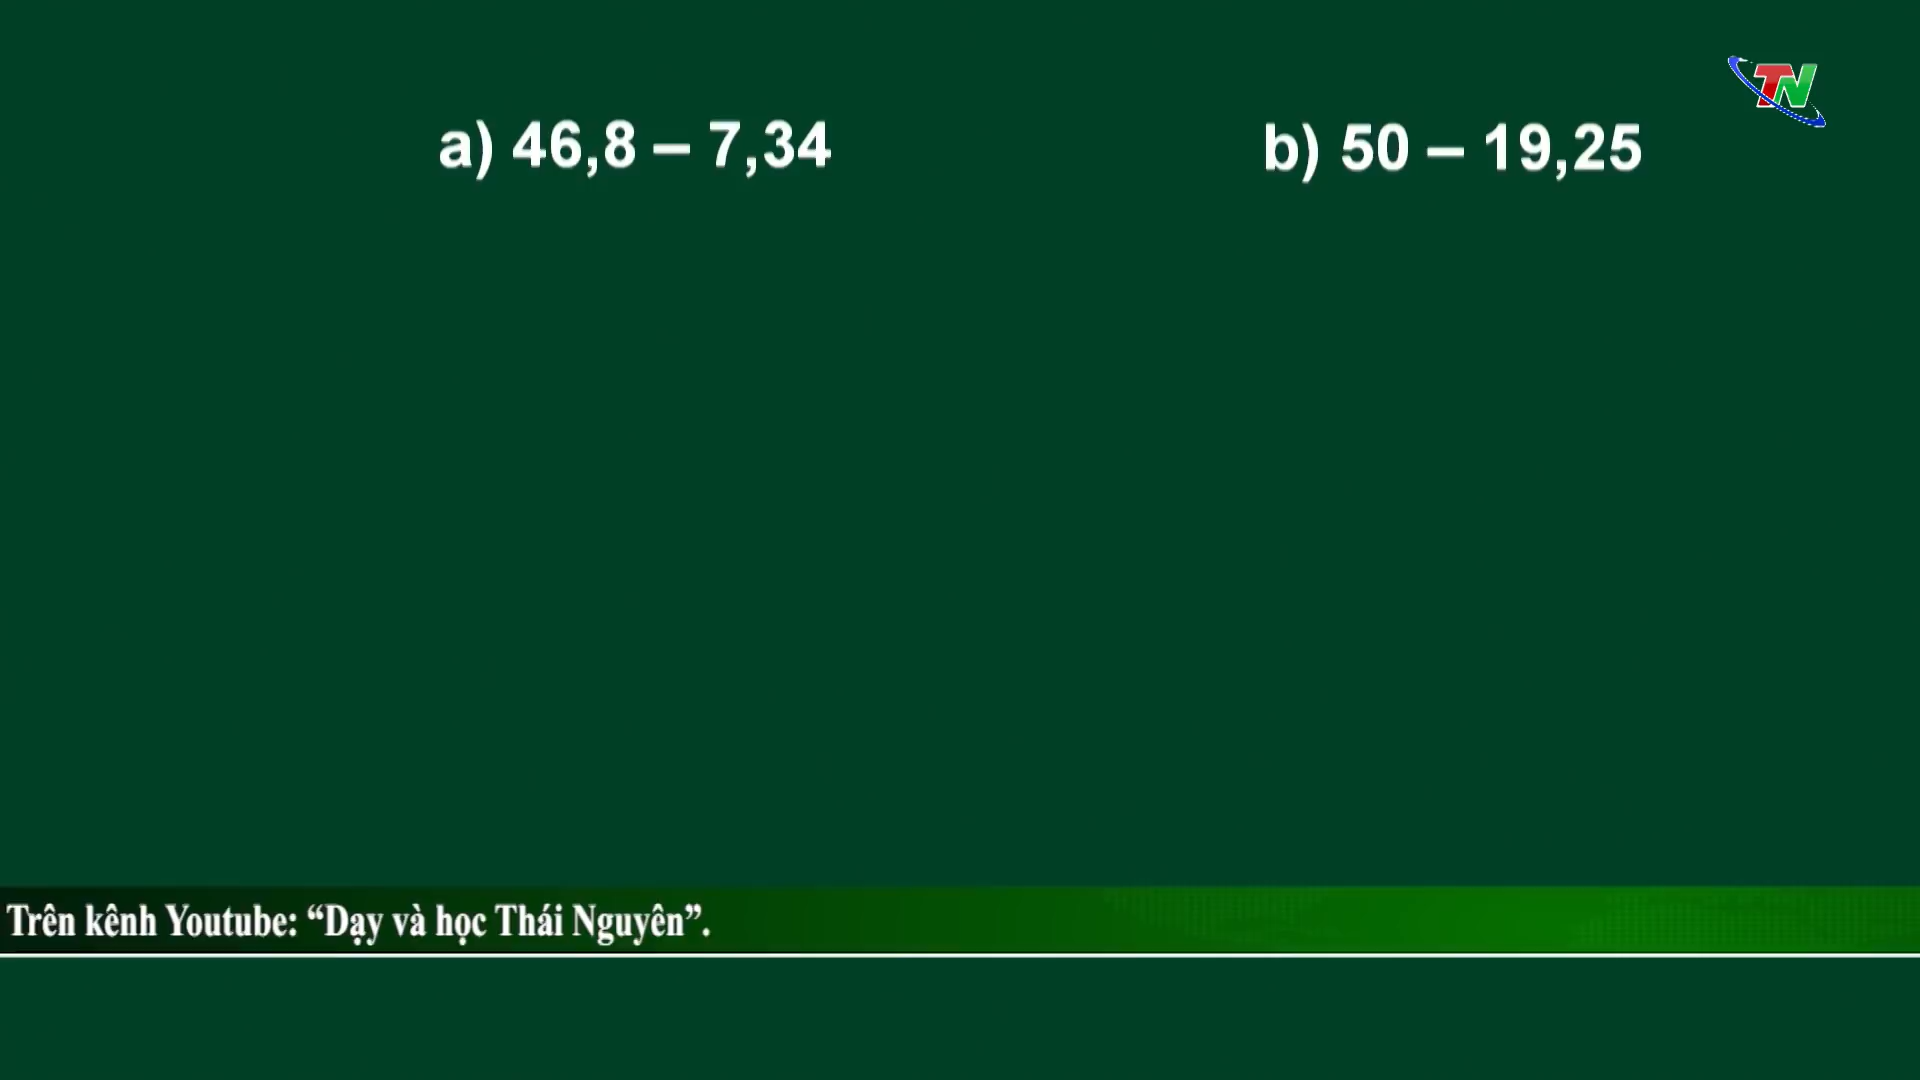 TN
a) 46,8 – 7,34
b) 50 – 19,25
Trên kênh Youtube: “Dạy và học Thái Nguyên”.